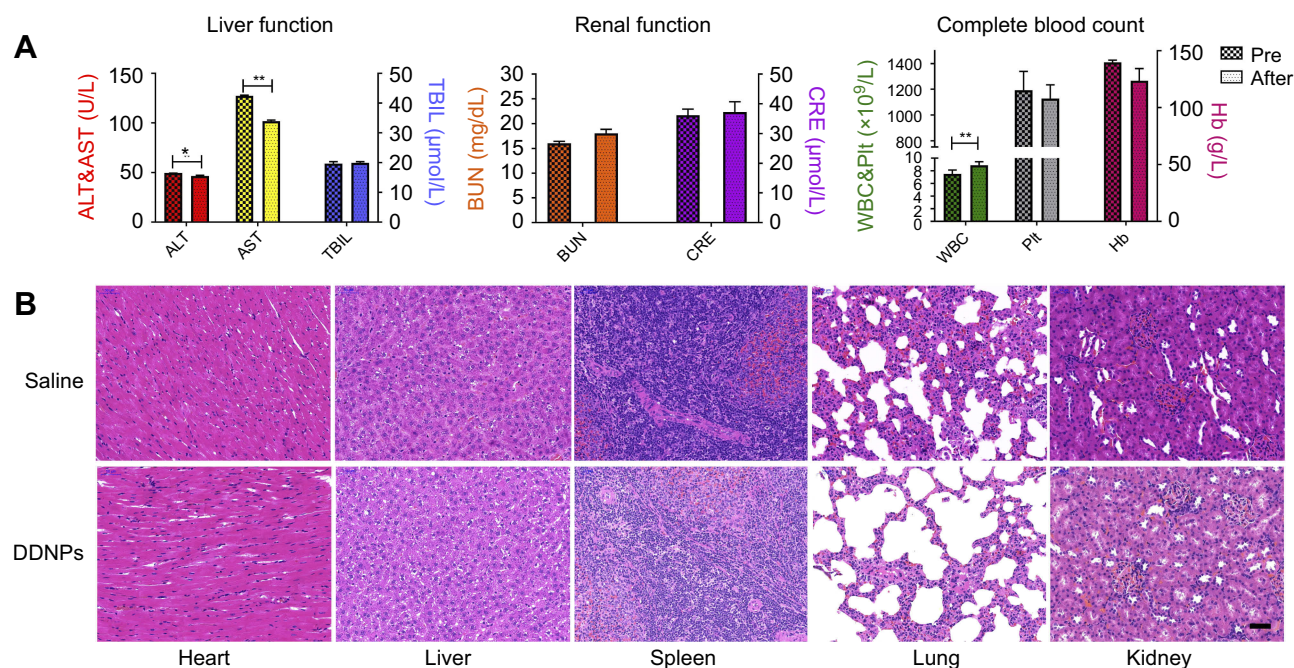 A
Liver function
Renal function
Complete blood count
ALT&AST (U/L)
150
100
50
0
*
**
50
40
30
20
10
0
TBIL (μmol/L)
ALT
AST
TBIL
BUN (mg/dL)
30
25
20
15
10
5
0
50
40
30
20
10
0
CRE (μmol/L)
BUN
CRE
WBC&Plt (×10⁹/L)
1400
1200
1000
800
10
8
6
4
2
0
**
150
100
50
0
Hb (g/L)
Pre
After
WBC
Plt
Hb
B
Saline
DDNPs
Heart
Liver
Spleen
Lung
Kidney